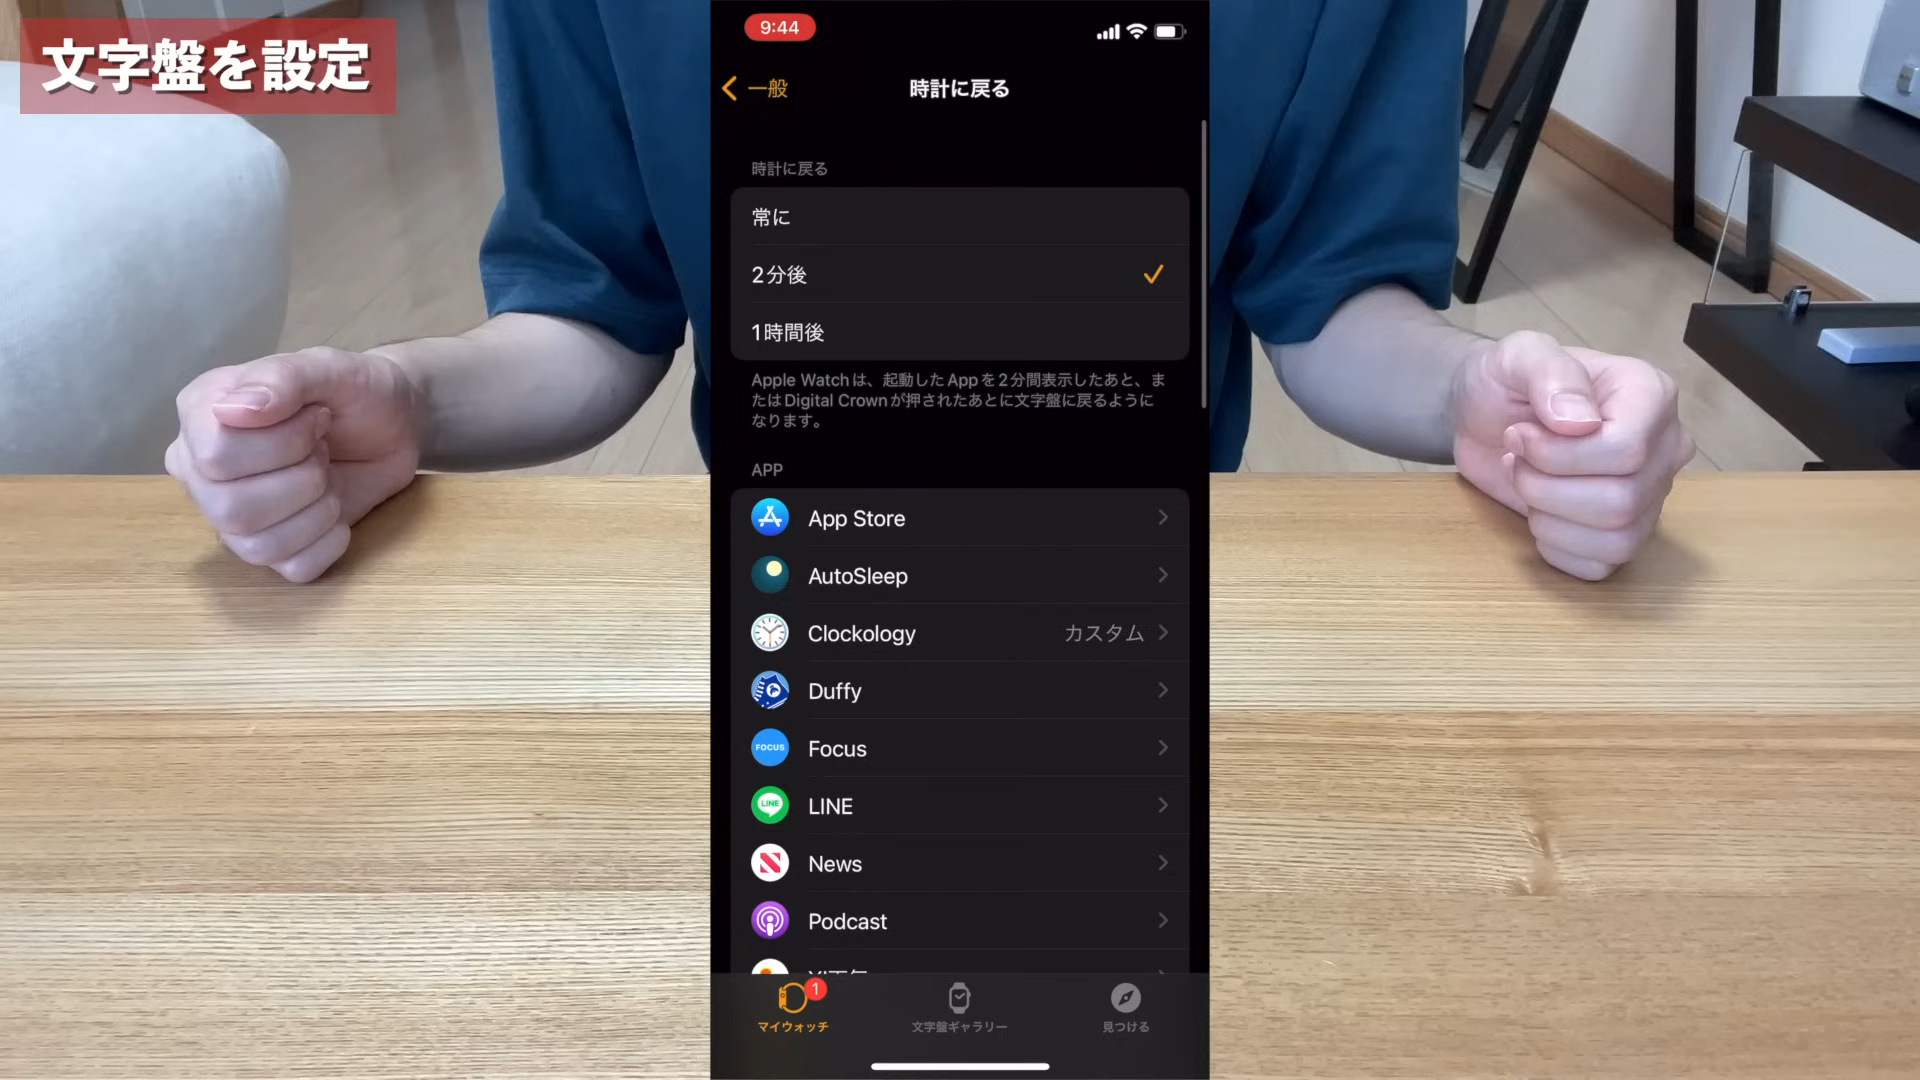 文字盤を設定
9:44
一般
時計に戻る
時計に戻る
常に
2分後
1時間後
Apple Watchは、起動したAppを2分間表示したあと、ま
たはDigital Crownが押されたあとに文字盤に戻るように
なります。
APP
App Store
AutoSleep
Clockology カスタム
Duffy
FOCUS
Focus
LINE
LINE
News
Podcast
1
マイウォッチ
文字盤ギャラリー
見つける